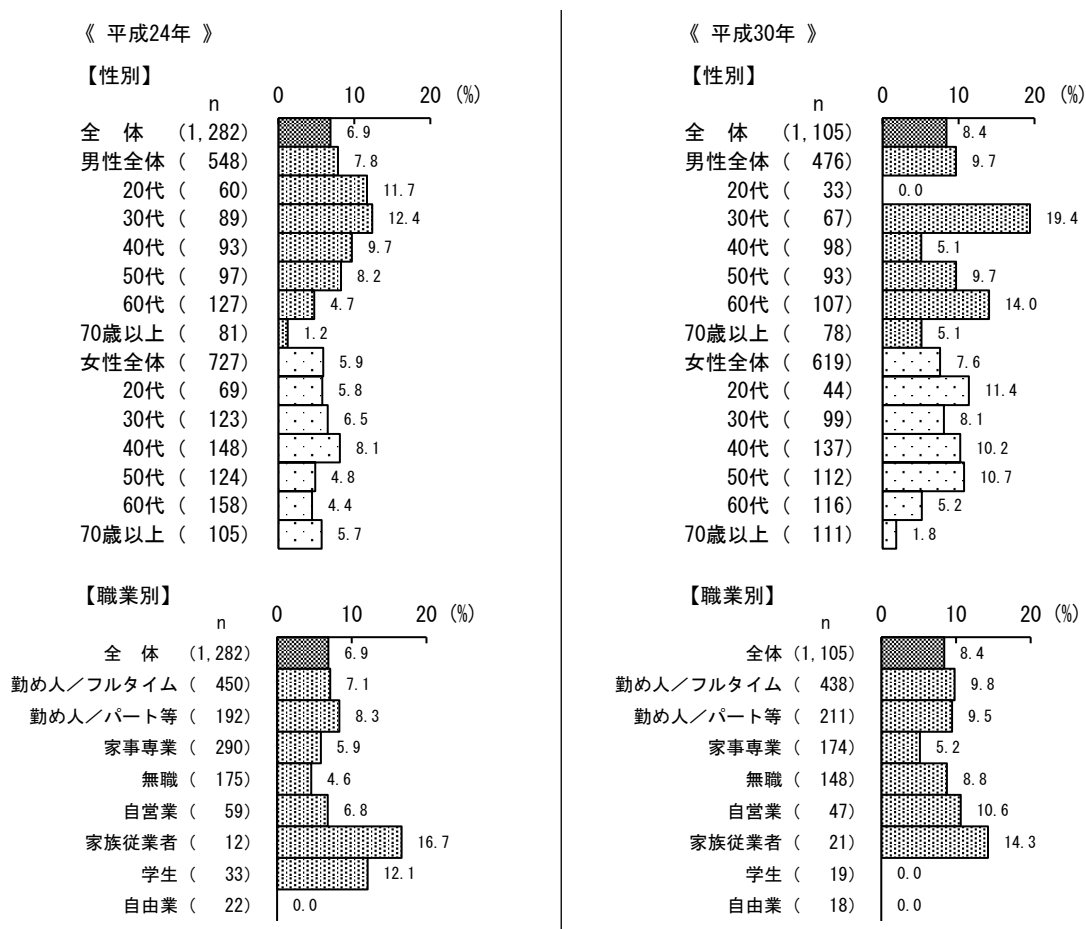 《 平成24年 》
【性別】
n
0 10 20 (%)
全 体 (1,282) 6.9
男性全体 ( 548) 7.8
20代 ( 60) 11.7
30代 ( 89) 12.4
40代 ( 93) 9.7
50代 ( 97) 8.2
60代 ( 127) 4.7
70歳以上 ( 81) 1.2
女性全体 ( 727) 5.9
20代 ( 69) 5.8
30代 ( 123) 6.5
40代 ( 148) 8.1
50代 ( 124) 4.8
60代 ( 158) 4.4
70歳以上 ( 105) 5.7
【職業別】
n
0 10 20 (%)
全 体 (1,282) 6.9
勤め人／フルタイム ( 450) 7.1
勤め人／パート等 ( 192) 8.3
家事専業 ( 290) 5.9
無職 ( 175) 4.6
自営業 ( 59) 6.8
家族従業者 ( 12) 16.7
学生 ( 33) 12.1
自由業 ( 22) 0.0
《 平成30年 》
【性別】
n
0 10 20 (%)
全 体 (1,105) 8.4
男性全体 ( 476) 9.7
20代 ( 33) 0.0
30代 ( 67) 19.4
40代 ( 98) 5.1
50代 ( 93) 9.7
60代 ( 107) 14.0
70歳以上 ( 78) 5.1
女性全体 ( 619) 7.6
20代 ( 44) 11.4
30代 ( 99) 8.1
40代 ( 137) 10.2
50代 ( 112) 10.7
60代 ( 116) 5.2
70歳以上 ( 111) 1.8
【職業別】
n
0 10 20 (%)
全体 (1,105) 8.4
勤め人／フルタイム ( 438) 9.8
勤め人／パート等 ( 211) 9.5
家事専業 ( 174) 5.2
無職 ( 148) 8.8
自営業 ( 47) 10.6
家族従業者 ( 21) 14.3
学生 ( 19) 0.0
自由業 ( 18) 0.0